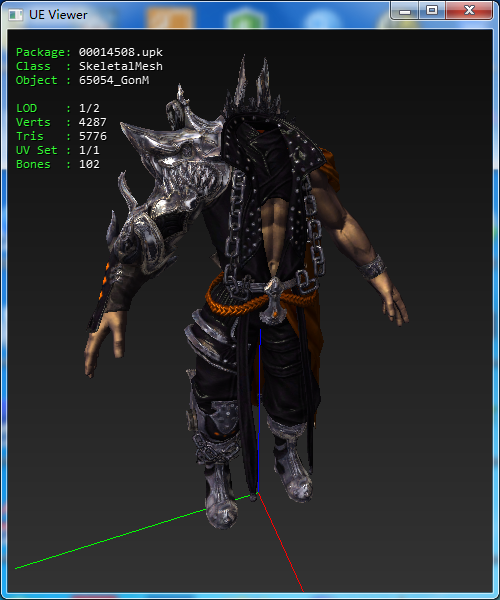 UE Viewer
Package: 00014508.upk
Class  : SkeletalMesh
Object : 65054_GonM
LOD    : 1/2
Verts  : 4287
Tris   : 5776
UV Set : 1/1
Bones  : 102